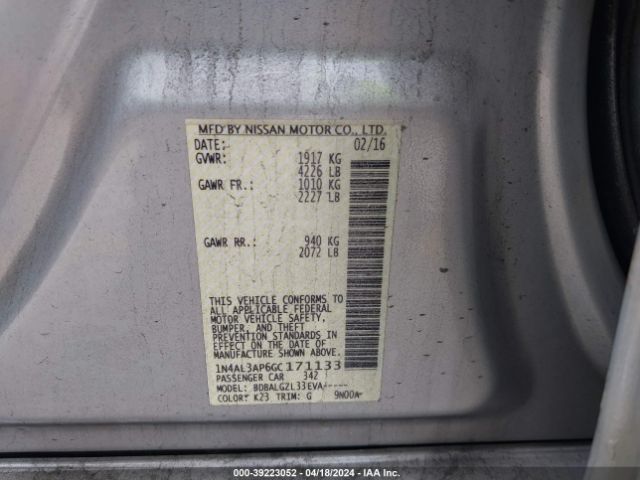 MFD BY NISSAN MOTOR CO., LTD.
DATE: 02/16
GVWR: 1917 KG
4226 LB
GAWR FR.: 1010 KG
2227 LB
GAWR RR.: 940 KG
2072 LB
THIS VEHICLE CONFORMS TO
ALL APPLICABLE FEDERAL
MOTOR VEHICLE SAFETY,
BUMPER, AND THEFT
PREVENTION STANDARDS IN
EFFECT ON THE DATE OF
MANUFACTURE SHOWN ABOVE.
1N4AL3AP6GC171133
PASSENGER CAR 342
MODEL: BDBALGZL33EVA-----
COLOR: K23 TRIM: G 9N00A
000-39223052 - 04/18/2024 - IAA Inc.